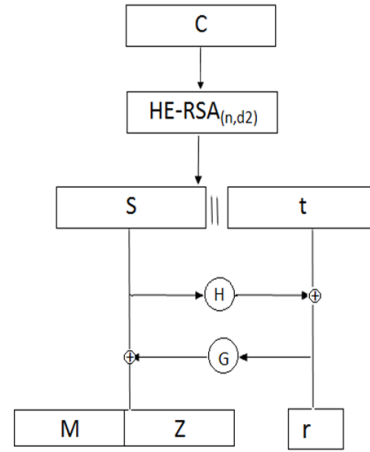 C
HE-RSA(n,d2)
S || t
H
G
M Z r